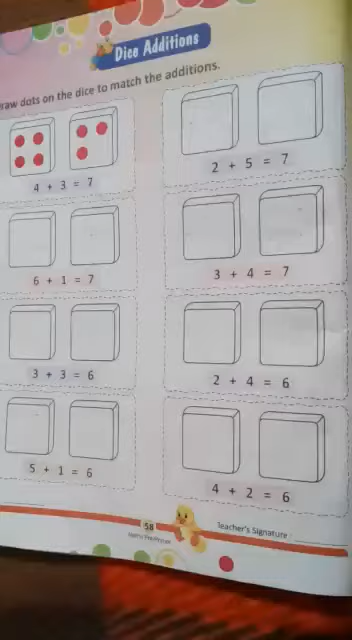 Dice Additions
raw dots on the dice to match the additions.
4 + 3 = 7
2 + 5 = 7
6 + 1 = 7
3 + 4 = 7
3 + 3 = 6
2 + 4 = 6
5 + 1 = 6
4 + 2 = 6
58
Teacher's Signature